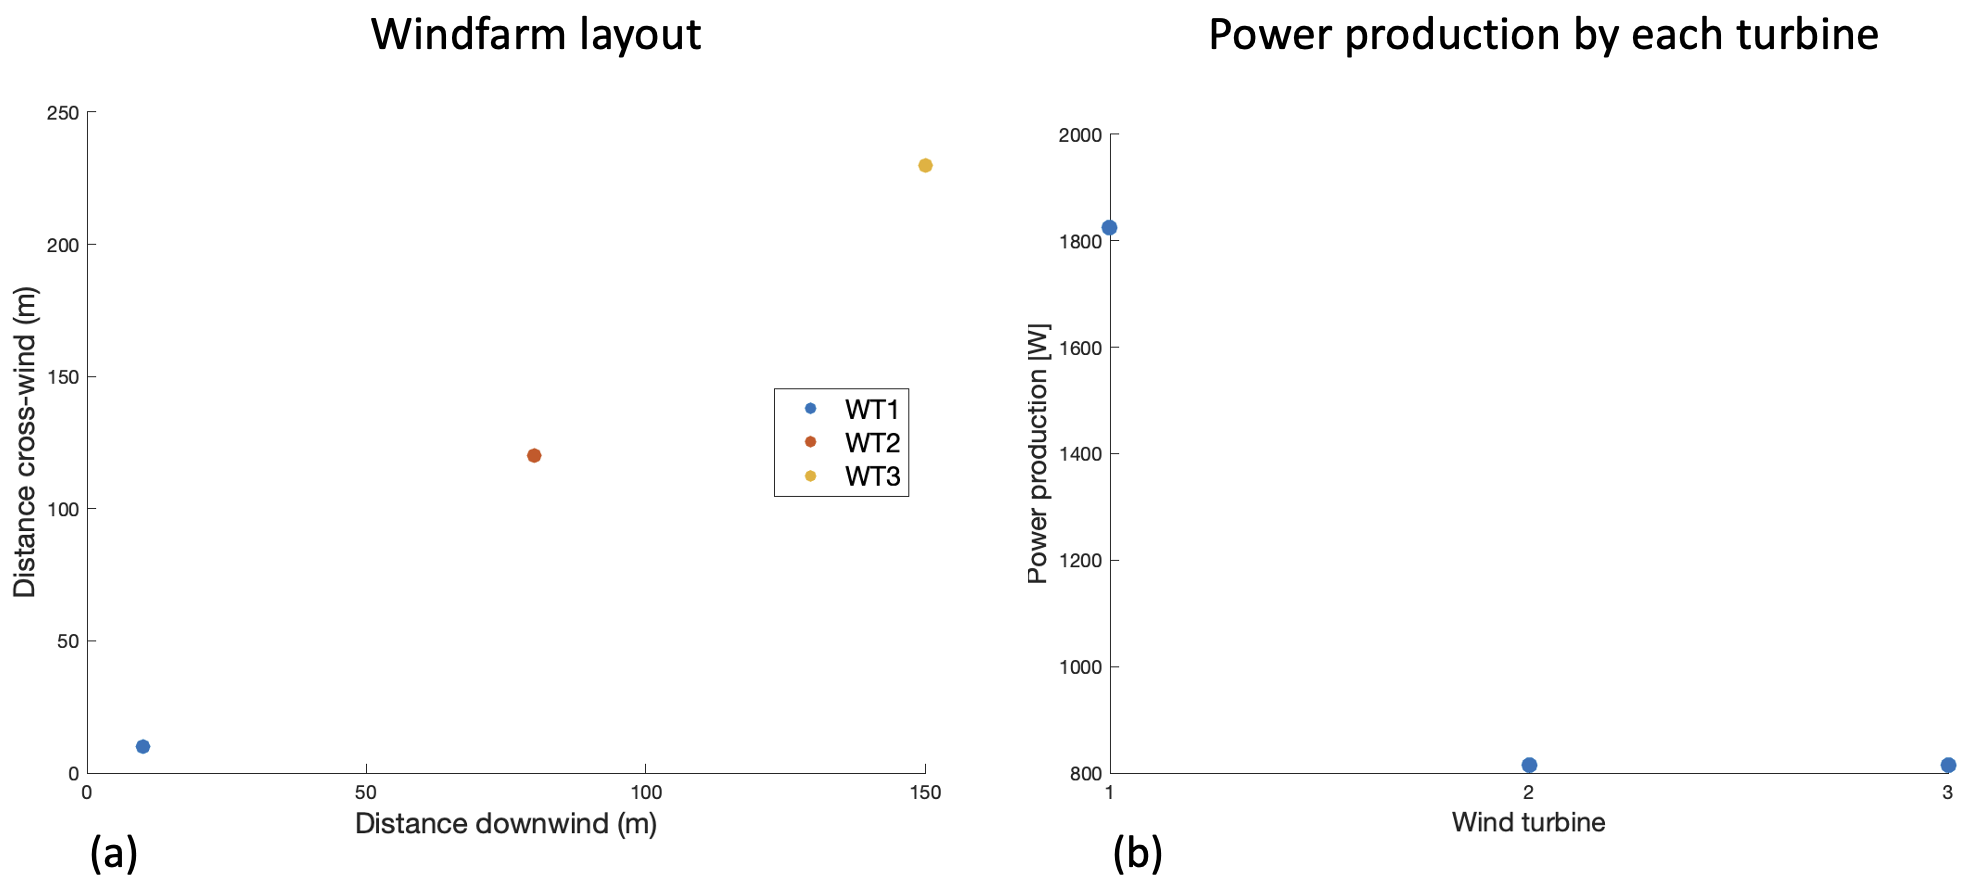 Windfarm layout
250
200
150
100
50
0
0
50
100
150
Distance cross-wind (m)
Distance downwind (m)
WT1
WT2
WT3
(a)
Power production by each turbine
2000
1800
1600
1400
1200
1000
800
1
2
3
Power production [W]
Wind turbine
(b)